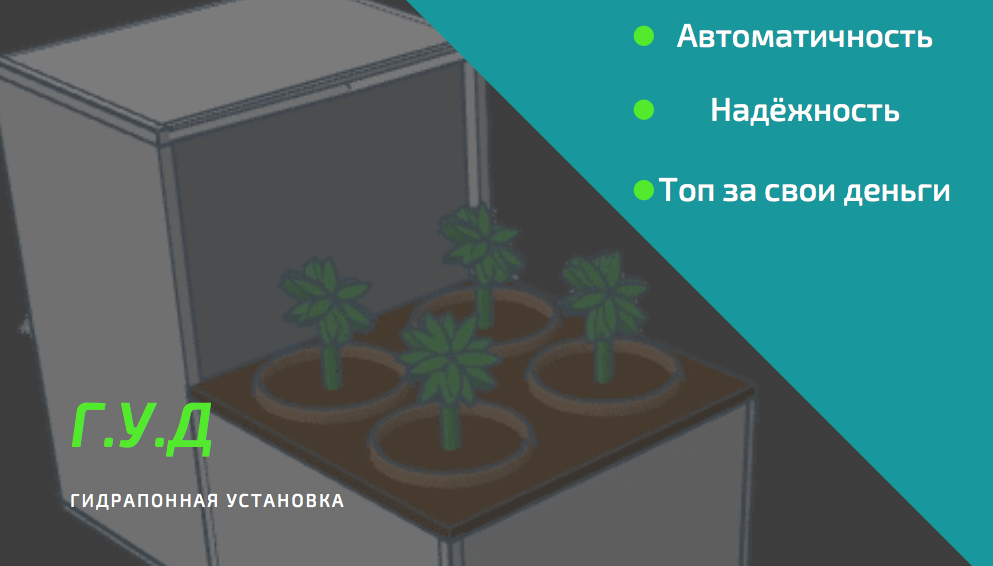 Автоматичность
Надёжность
Топ за свои деньги
Г.У.Д
ГИДРАПОННАЯ УСТАНОВКА